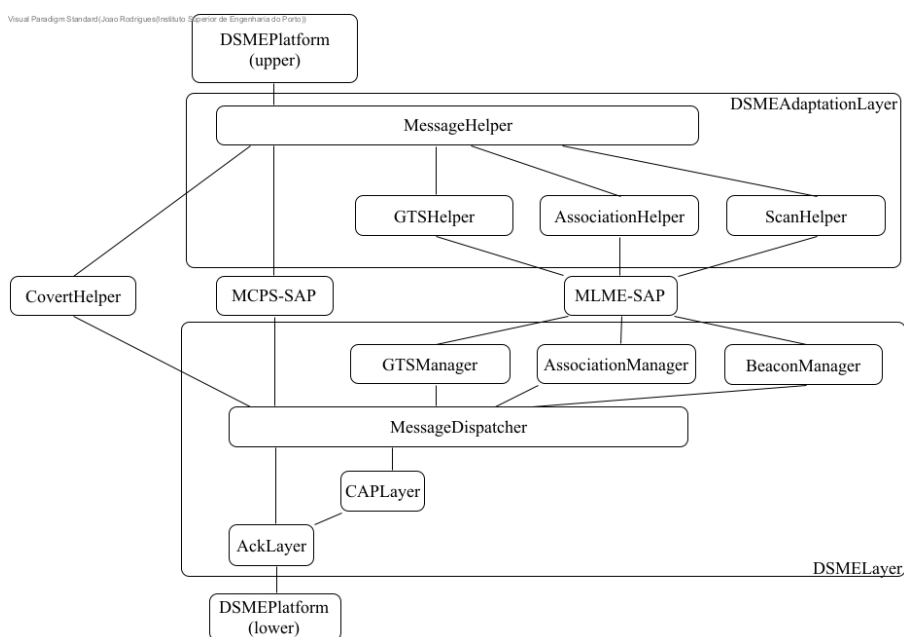 Visual Paradigm Standard(Joao Rodrigues(Instituto Superior de Engenharia do Porto))
DSMEPlatform
(upper)
DSMEAdaptationLayer
MessageHelper
GTSHelper
AssociationHelper
ScanHelper
CovertHelper
MCPS-SAP
MLME-SAP
GTSManager
AssociationManager
BeaconManager
MessageDispatcher
CAPLayer
AckLayer
DSMELayer
DSMEPlatform
(lower)